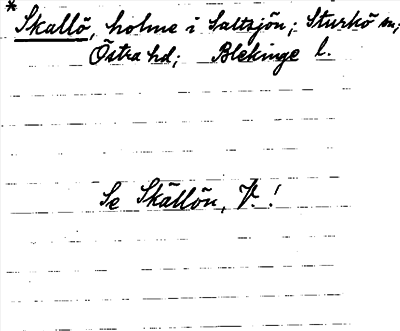 * Skallö, holme i Saltsjön; Sturkö sn;
Östra hd; Blekinge l.
Se Skällön, V.!